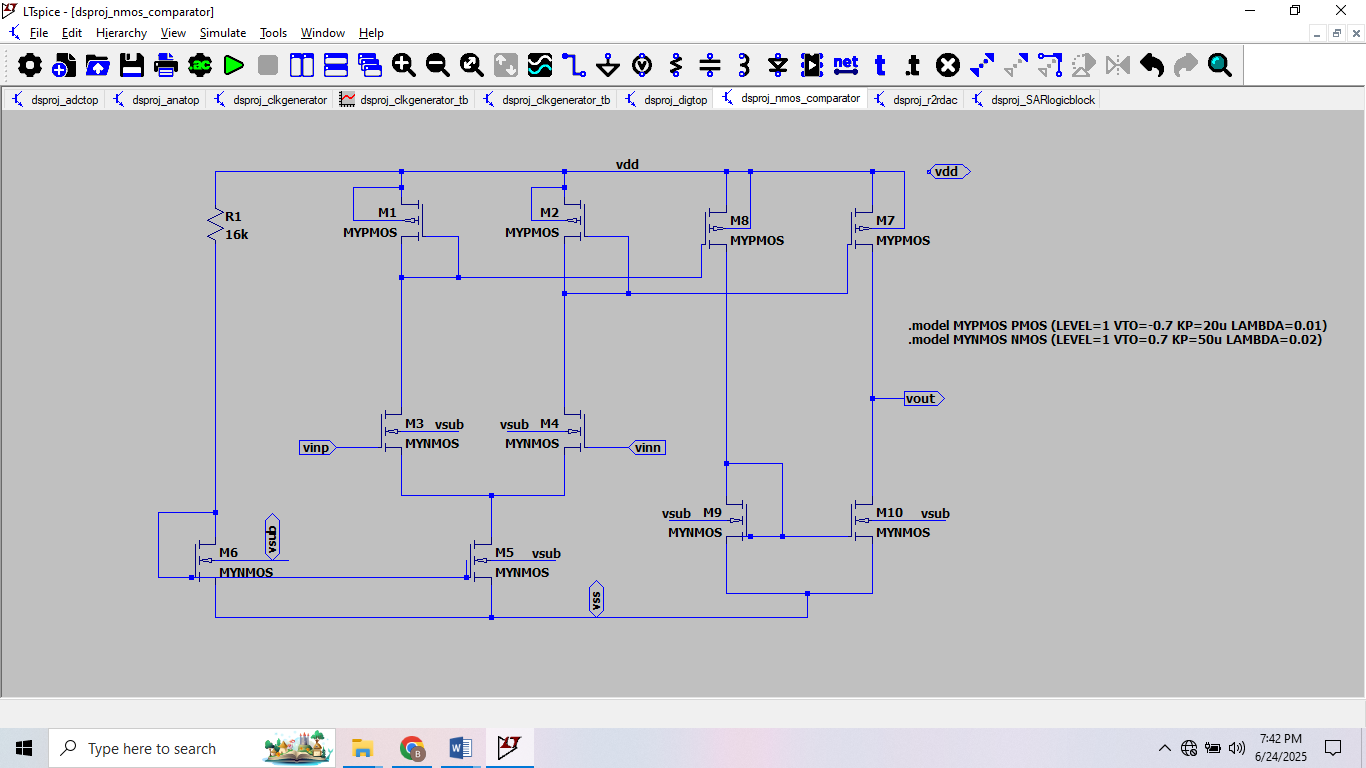 LTspice - [dsproj_nmos_comparator]
File Edit Hierarchy View Simulate Tools Window Help
.ac net t .t
dsproj_adctop dsproj_anatop dsproj_clkgenerator dsproj_clkgenerator_tb dsproj_clkgenerator_tb dsproj_digtop dsproj_nmos_comparator dsproj_r2rdac dsproj_SARlogicblock
vdd
vdd
R1
16k
M1
MYPMOS
M2
MYPMOS
M8
MYPMOS
M7
MYPMOS
.model MYPMOS PMOS (LEVEL=1 VTO=-0.7 KP=20u LAMBDA=0.01)
.model MYNMOS NMOS (LEVEL=1 VTO=0.7 KP=50u LAMBDA=0.02)
vout
M3 vsub
MYNMOS
vsub M4
MYNMOS
vinp
vinn
vsub M9
MYNMOS
M10 vsub
MYNMOS
vsub
M6
MYNMOS
M5 vsub
MYNMOS
vss
Type here to search
7:42 PM
6/24/2025